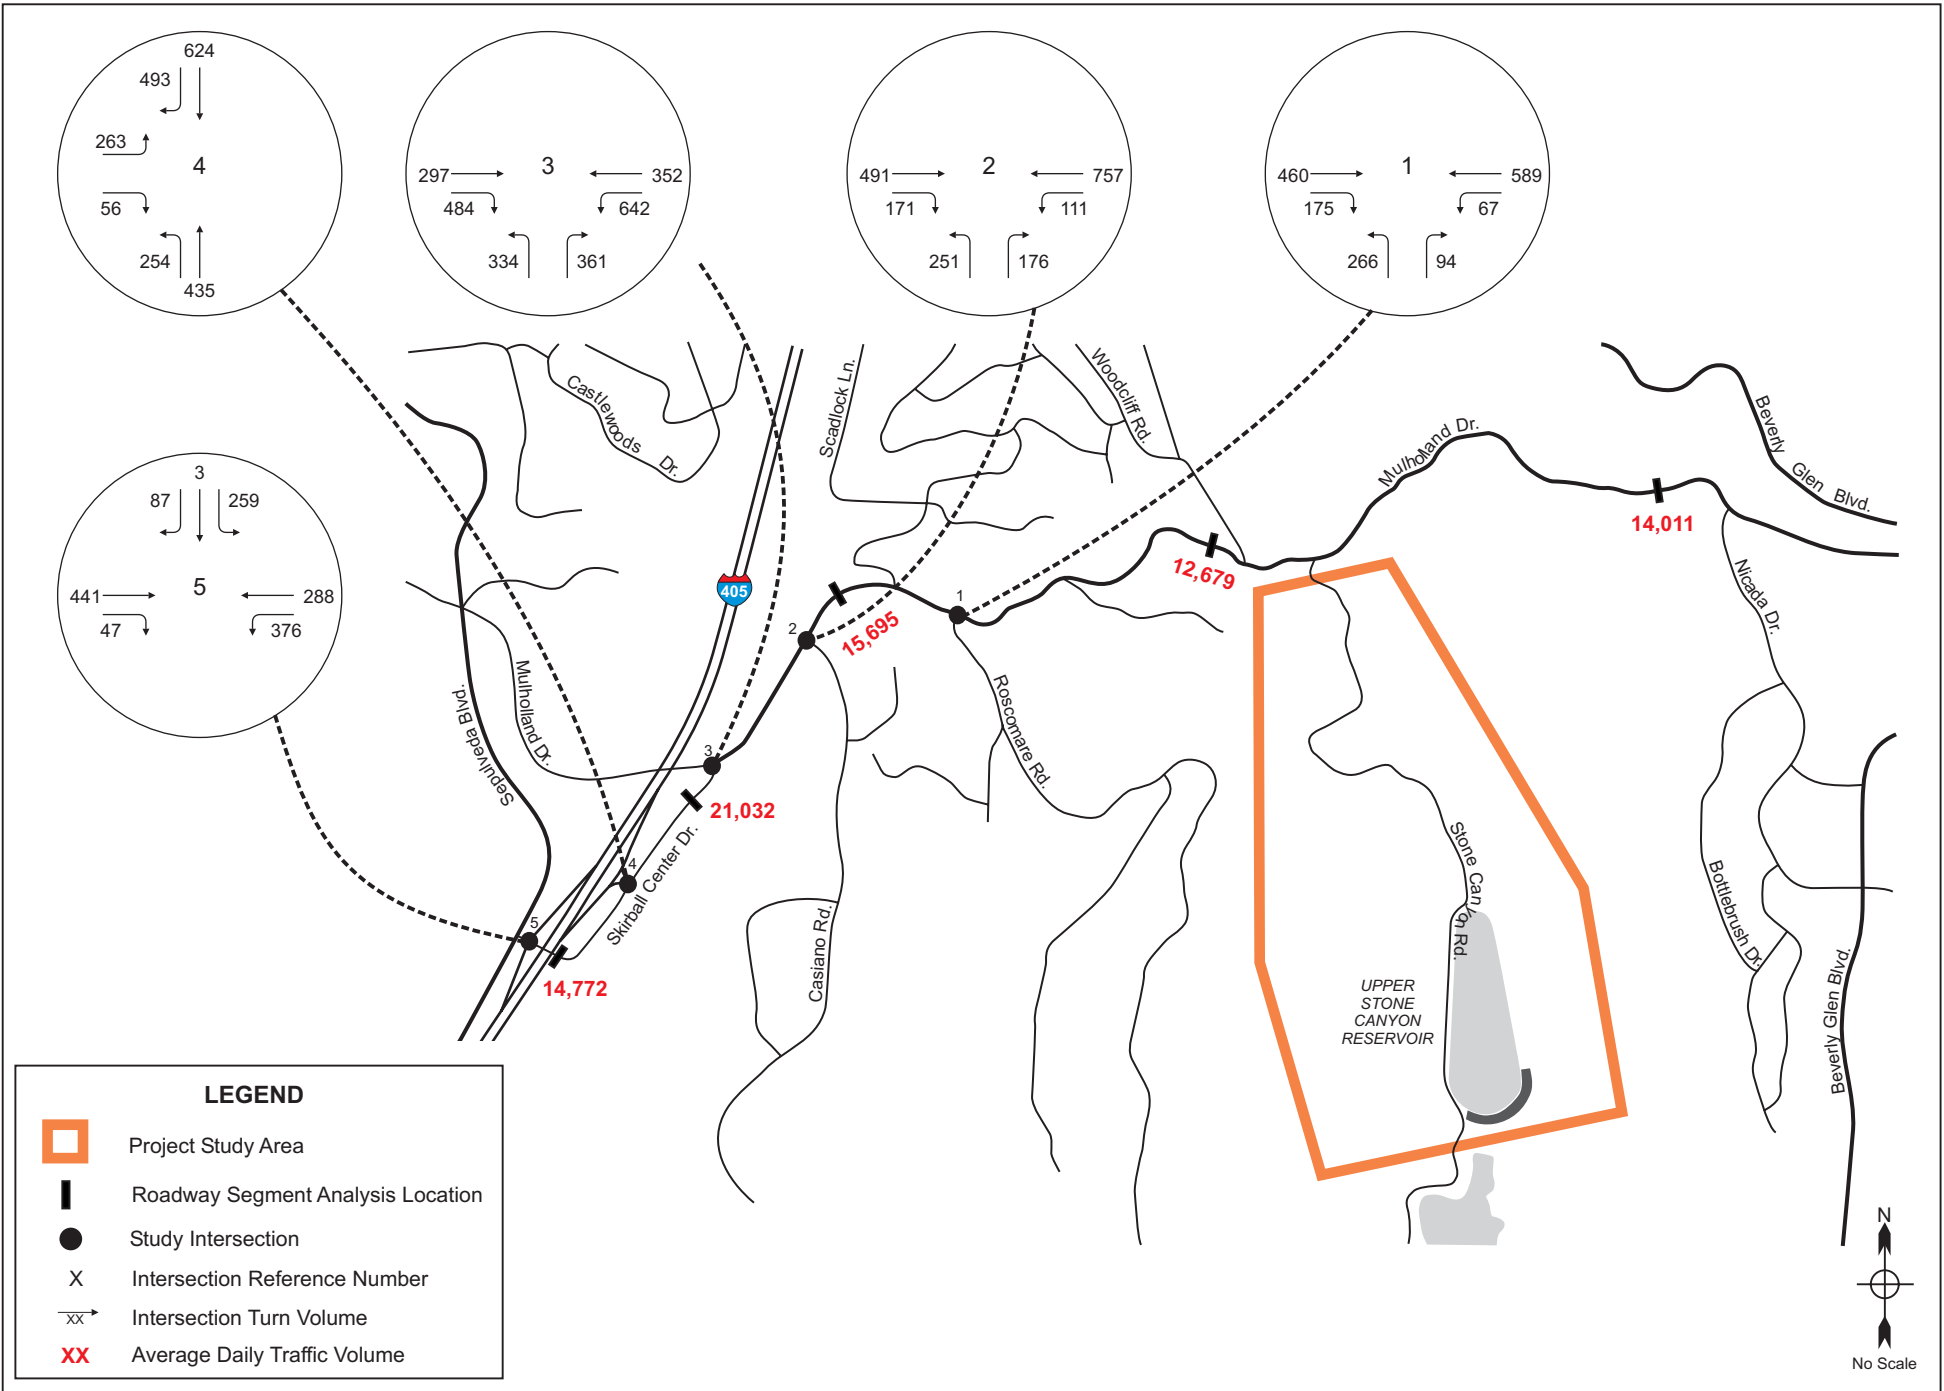 624
493
263
4
56
254
435
297
3
352
484
642
334
361
491
2
757
171
111
251
176
460
1
589
175
67
266
94
3
87
259
441
5
288
47
376
Castlewoods Dr.
Scadlock Ln.
Woodcliff Rd.
Mulholland Dr.
Beverly Glen Blvd.
14,011
12,679
405
15,695
1
2
3
4
5
Nicada Dr.
Mulholland Dr.
Sepulveda Blvd.
Roscomare Rd.
21,032
Skirball Center Dr.
14,772
Casiano Rd.
Stone Canyon Rd.
UPPER
STONE
CANYON
RESERVOIR
Bottlebrush Dr.
Beverly Glen Blvd.
LEGEND
Project Study Area
Roadway Segment Analysis Location
Study Intersection
X Intersection Reference Number
XX Intersection Turn Volume
XX Average Daily Traffic Volume
N
No Scale